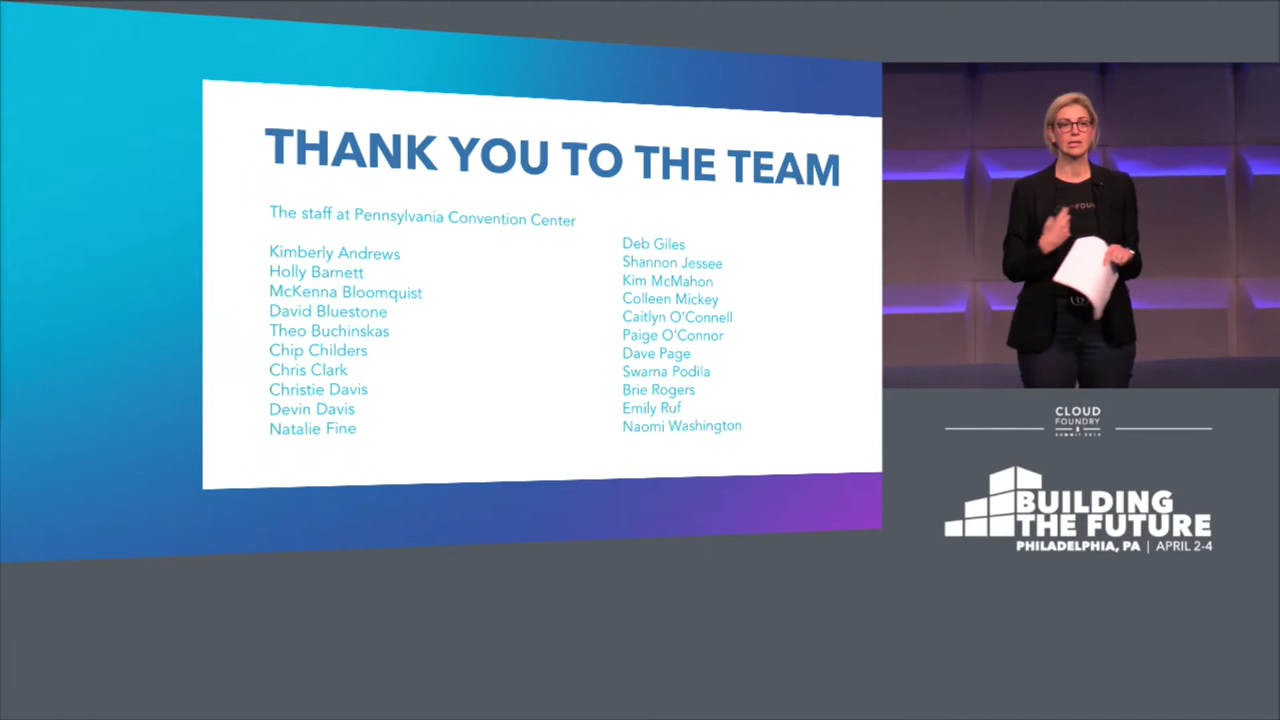 THANK YOU TO THE TEAM
The staff at Pennsylvania Convention Center
Kimberly Andrews
Holly Barnett
McKenna Bloomquist
David Bluestone
Theo Buchinskas
Chip Childers
Chris Clark
Christie Davis
Devin Davis
Natalie Fine
Deb Giles
Shannon Jessee
Kim McMahon
Colleen Mickey
Caitlyn O'Connell
Paige O'Connor
Dave Page
Swarna Podila
Brie Rogers
Emily Ruf
Naomi Washington
CLOUD
FOUNDRY
SUMMIT 2019
BUILDING
THE FUTURE
PHILADELPHIA, PA | APRIL 2-4